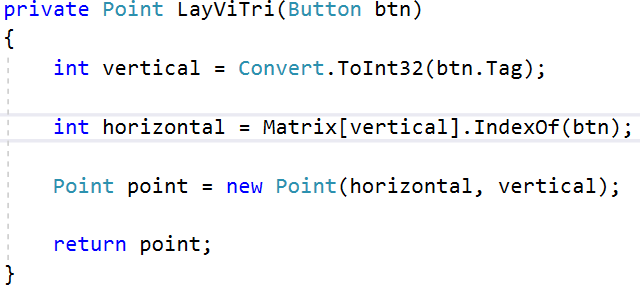 private Point LayViTri(Button btn)
{
int vertical = Convert.ToInt32(btn.Tag);
int horizontal = Matrix[vertical].IndexOf(btn);
Point point = new Point(horizontal, vertical);
return point;
}